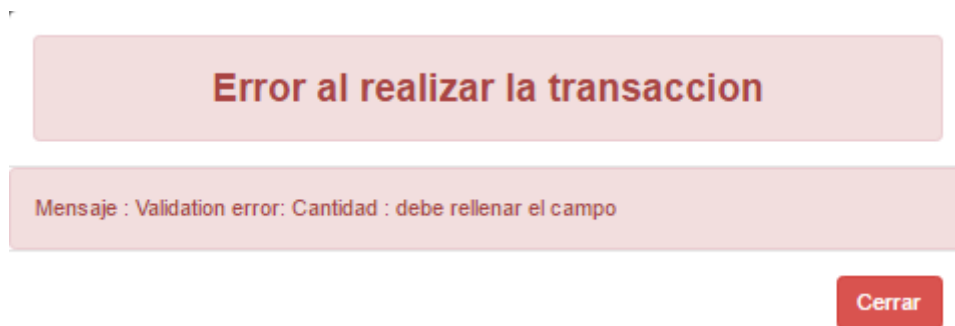 Error al realizar la transaccion
Mensaje : Validation error: Cantidad : debe rellenar el campo
Cerrar